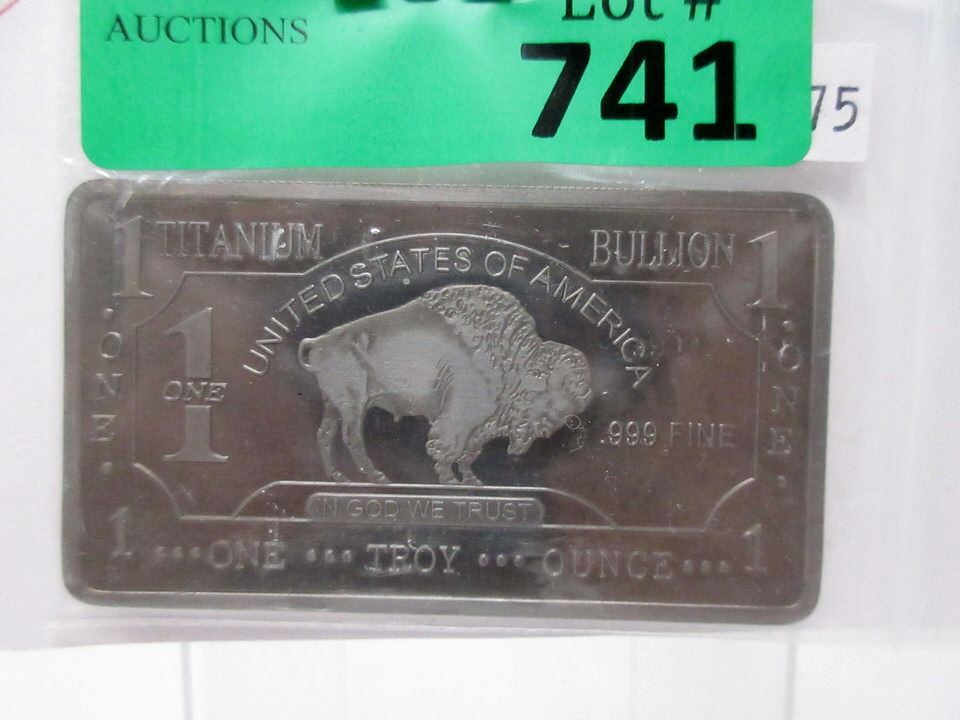 AUCTIONS
Lot #
741
75
1 TITANIUM BULLION 1
UNITED STATES OF AMERICA
1
ONE
·ONE·
·ONE·
.999 FINE
IN GOD WE TRUST
1 ···ONE ··· TROY ··· OUNCE··· 1